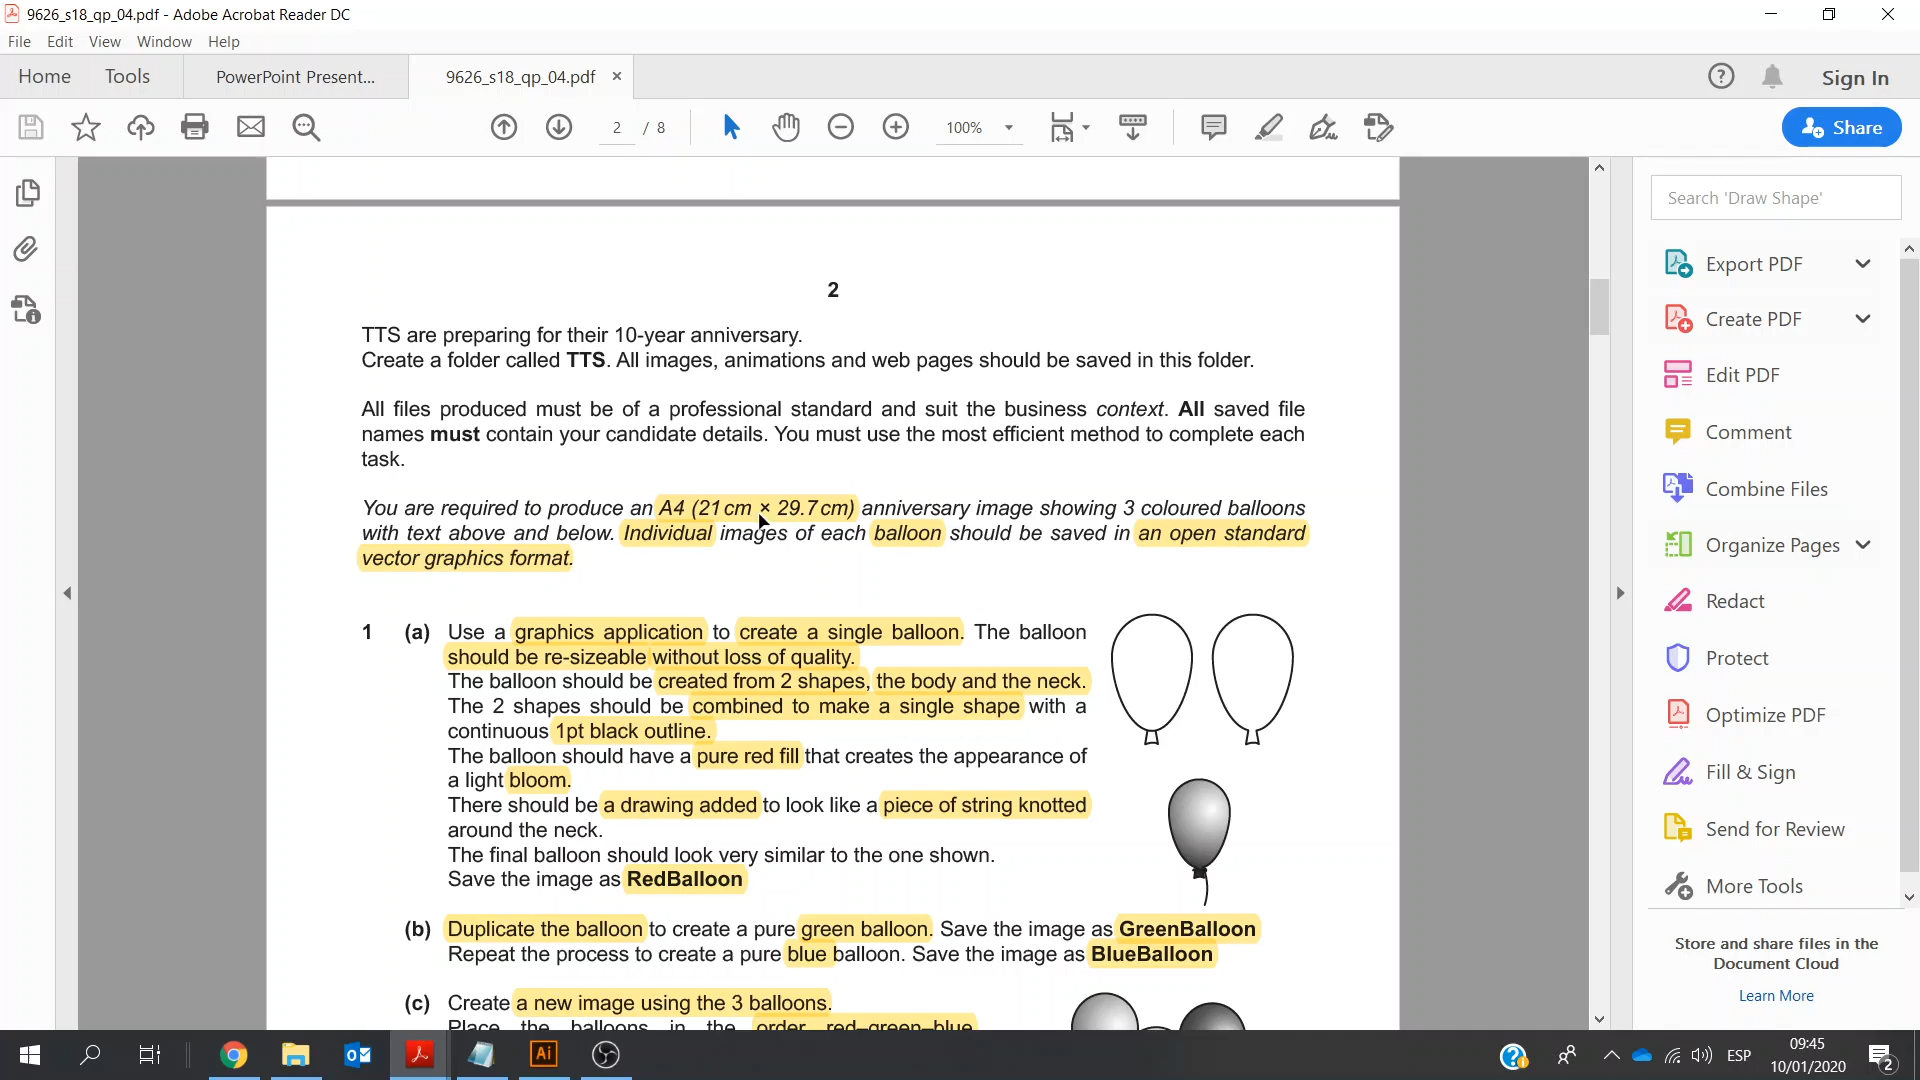 9626_s18_qp_04.pdf - Adobe Acrobat Reader DC
File Edit View Window Help
Home Tools PowerPoint Present... 9626_s18_qp_04.pdf × Sign In
2 / 8 100% Share
Search 'Draw Shape'
Export PDF
Create PDF
Edit PDF
Comment
Combine Files
Organize Pages
Redact
Protect
Optimize PDF
Fill & Sign
Send for Review
More Tools
Store and share files in the
Document Cloud
Learn More
2
TTS are preparing for their 10-year anniversary.
Create a folder called TTS. All images, animations and web pages should be saved in this folder.
All files produced must be of a professional standard and suit the business context. All saved file
names must contain your candidate details. You must use the most efficient method to complete each
task.
You are required to produce an A4 (21 cm × 29.7 cm) anniversary image showing 3 coloured balloons
with text above and below. Individual images of each balloon should be saved in an open standard
vector graphics format.
1 (a) Use a graphics application to create a single balloon. The balloon
should be re-sizeable without loss of quality.
The balloon should be created from 2 shapes, the body and the neck.
The 2 shapes should be combined to make a single shape with a
continuous 1pt black outline.
The balloon should have a pure red fill that creates the appearance of
a light bloom.
There should be a drawing added to look like a piece of string knotted
around the neck.
The final balloon should look very similar to the one shown.
Save the image as RedBalloon
(b) Duplicate the balloon to create a pure green balloon. Save the image as GreenBalloon
Repeat the process to create a pure blue balloon. Save the image as BlueBalloon
(c) Create a new image using the 3 balloons.
Place the balloons in the order red–green–blue
Ai
ESP
09:45
10/01/2020
2